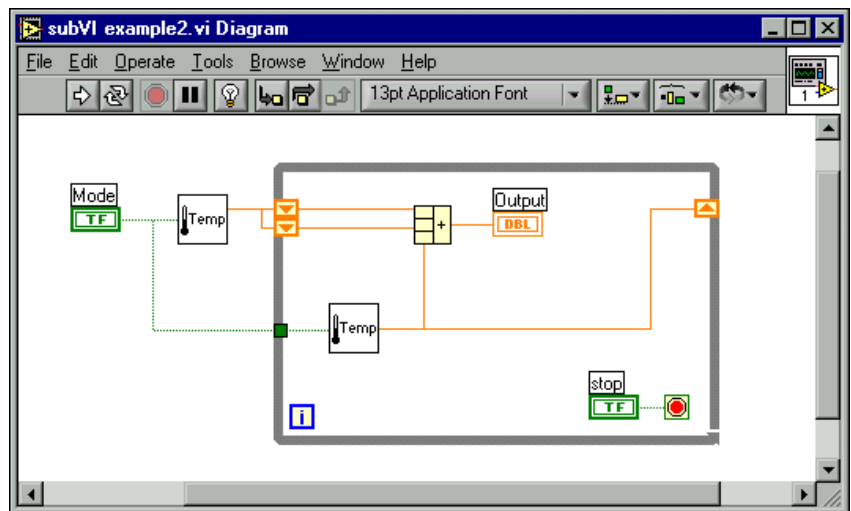 subVI example2.vi Diagram
File Edit Operate Tools Browse Window Help
13pt Application Font
1
Mode
TF
Temp
Output
DBL
+
Temp
stop
TF
i